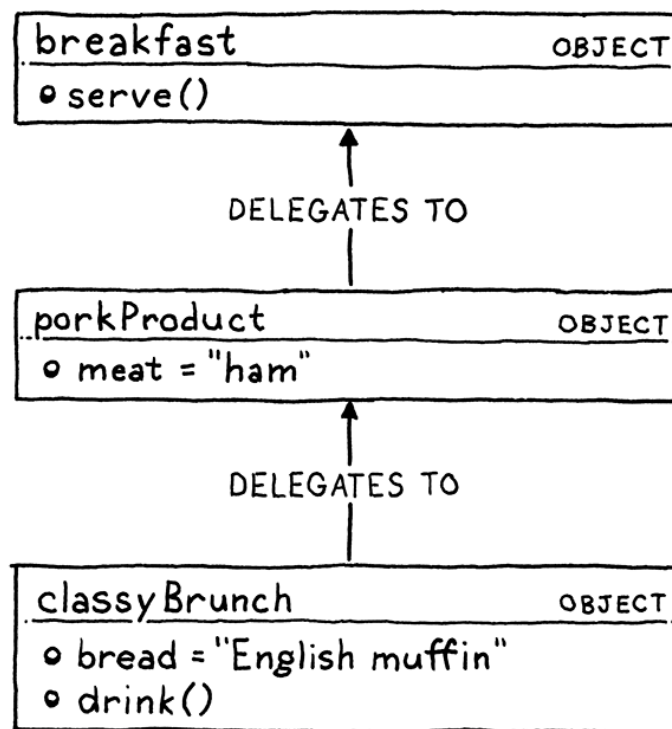 breakfast OBJECT
• serve()
DELEGATES TO
porkProduct OBJECT
• meat = "ham"
DELEGATES TO
classyBrunch OBJECT
• bread = "English muffin"
• drink()